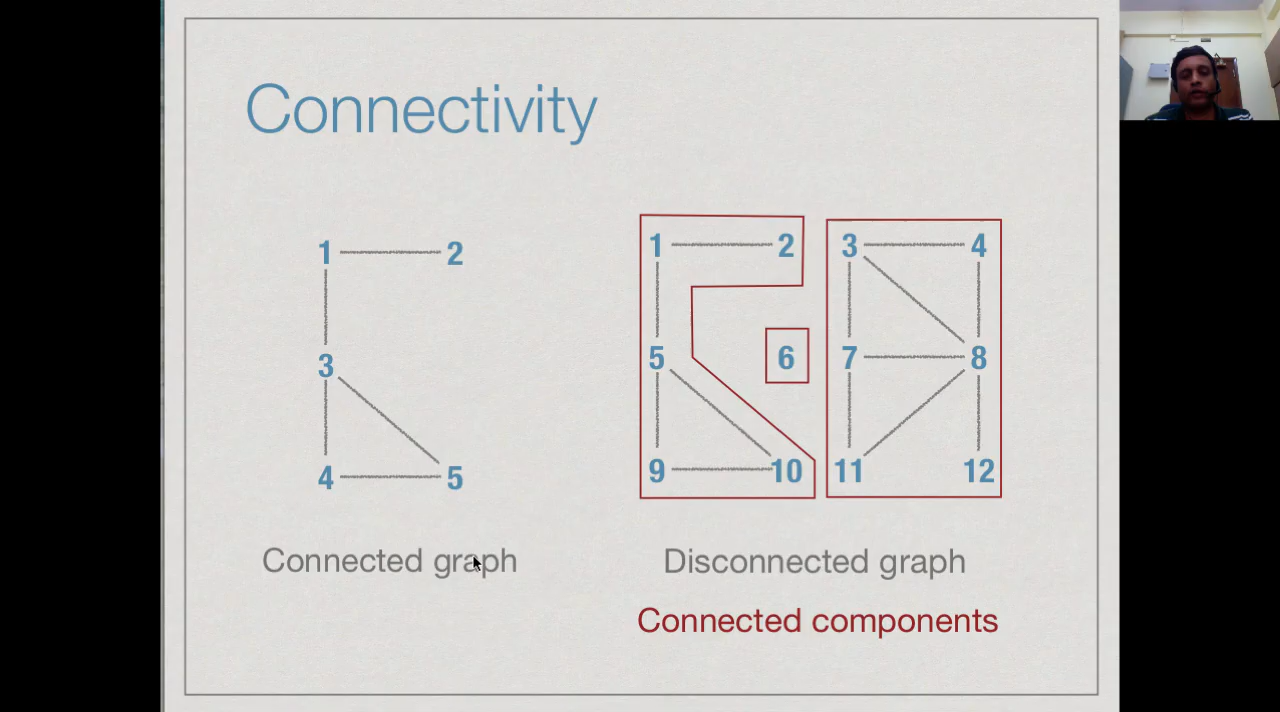 Connectivity
1 2
3
4 5
Connected graph
1 2 3 4
5 6 7 8
9 10 11 12
Disconnected graph
Connected components